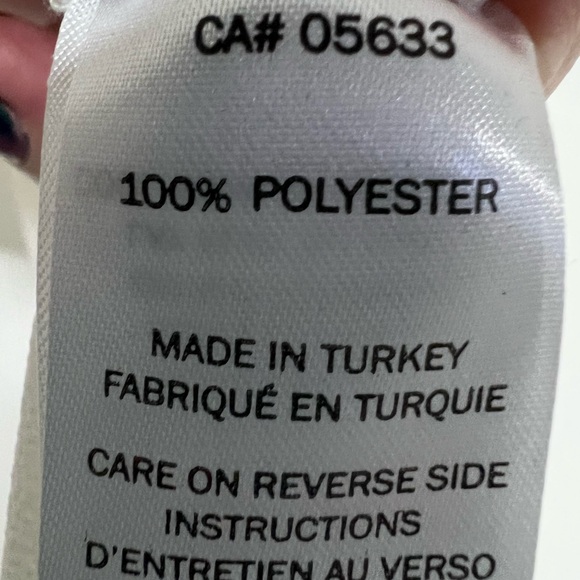 CA# 05633
100% POLYESTER
MADE IN TURKEY
FABRIQUÉ EN TURQUIE
CARE ON REVERSE SIDE
INSTRUCTIONS
D'ENTRETIEN AU VERSO